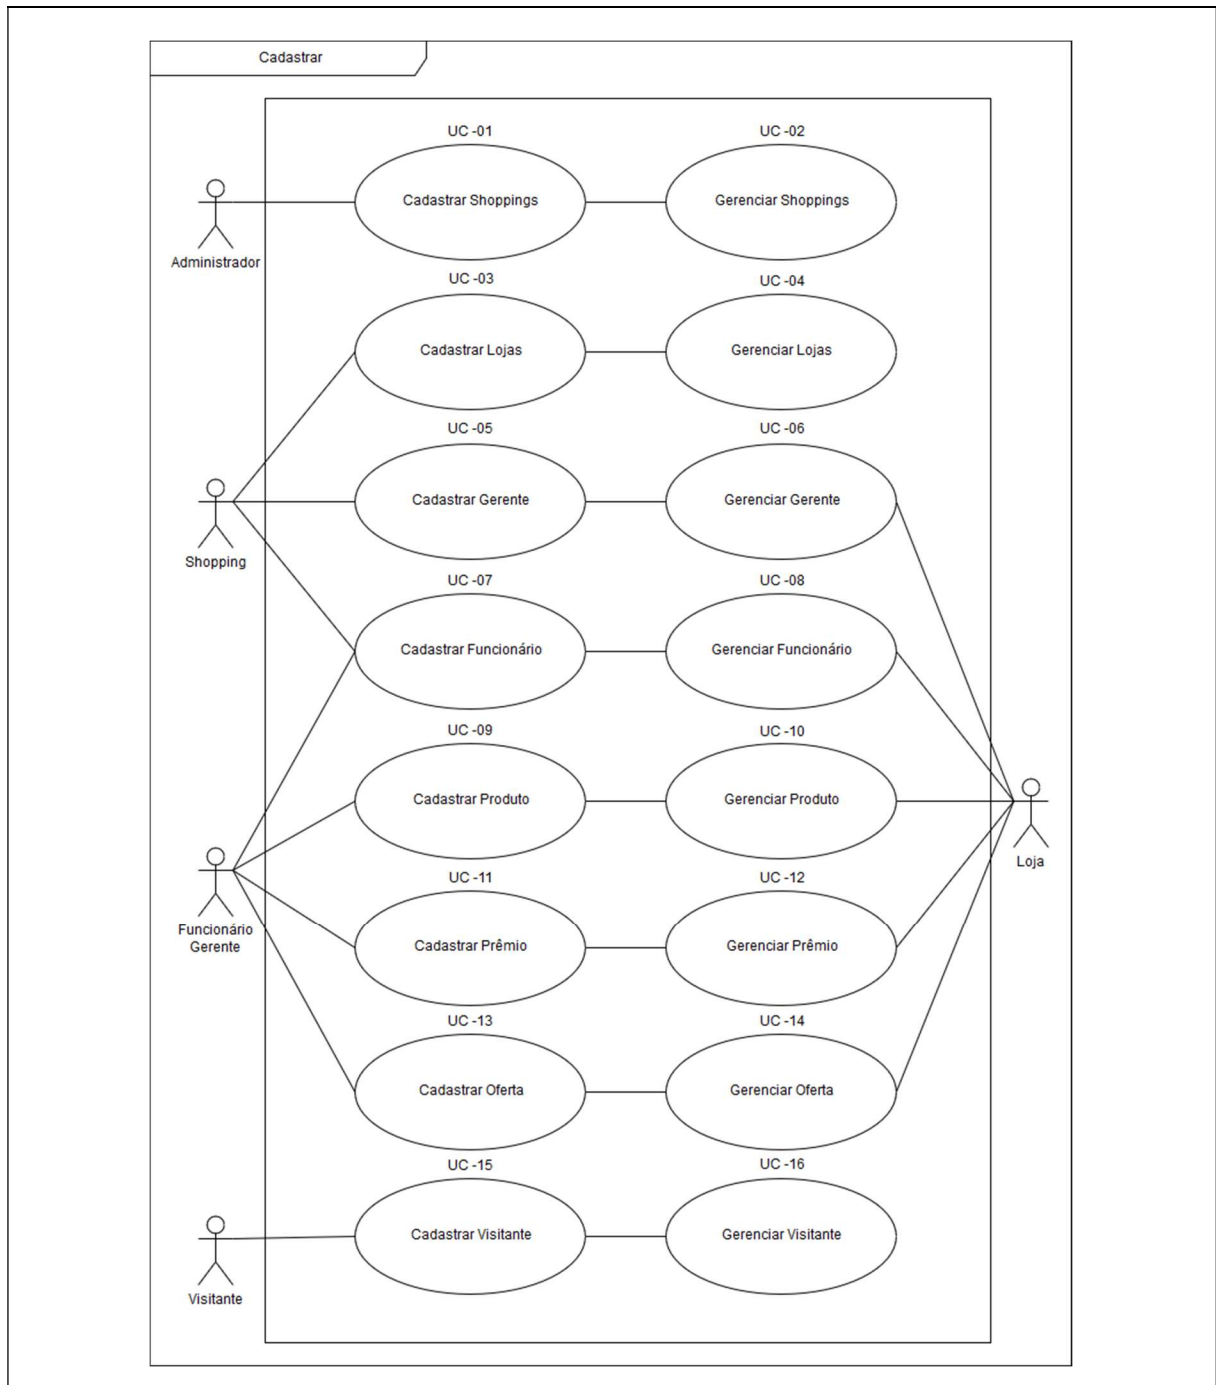 Cadastrar
UC -01
UC -02
Cadastrar Shoppings
Gerenciar Shoppings
Administrador
UC -03
UC -04
Cadastrar Lojas
Gerenciar Lojas
UC -05
UC -06
Cadastrar Gerente
Gerenciar Gerente
Shopping
UC -07
UC -08
Cadastrar Funcionário
Gerenciar Funcionário
UC -09
UC -10
Cadastrar Produto
Gerenciar Produto
Loja
UC -11
UC -12
Funcionário
Gerente
Cadastrar Prêmio
Gerenciar Prêmio
UC -13
UC -14
Cadastrar Oferta
Gerenciar Oferta
UC -15
UC -16
Cadastrar Visitante
Gerenciar Visitante
Visitante